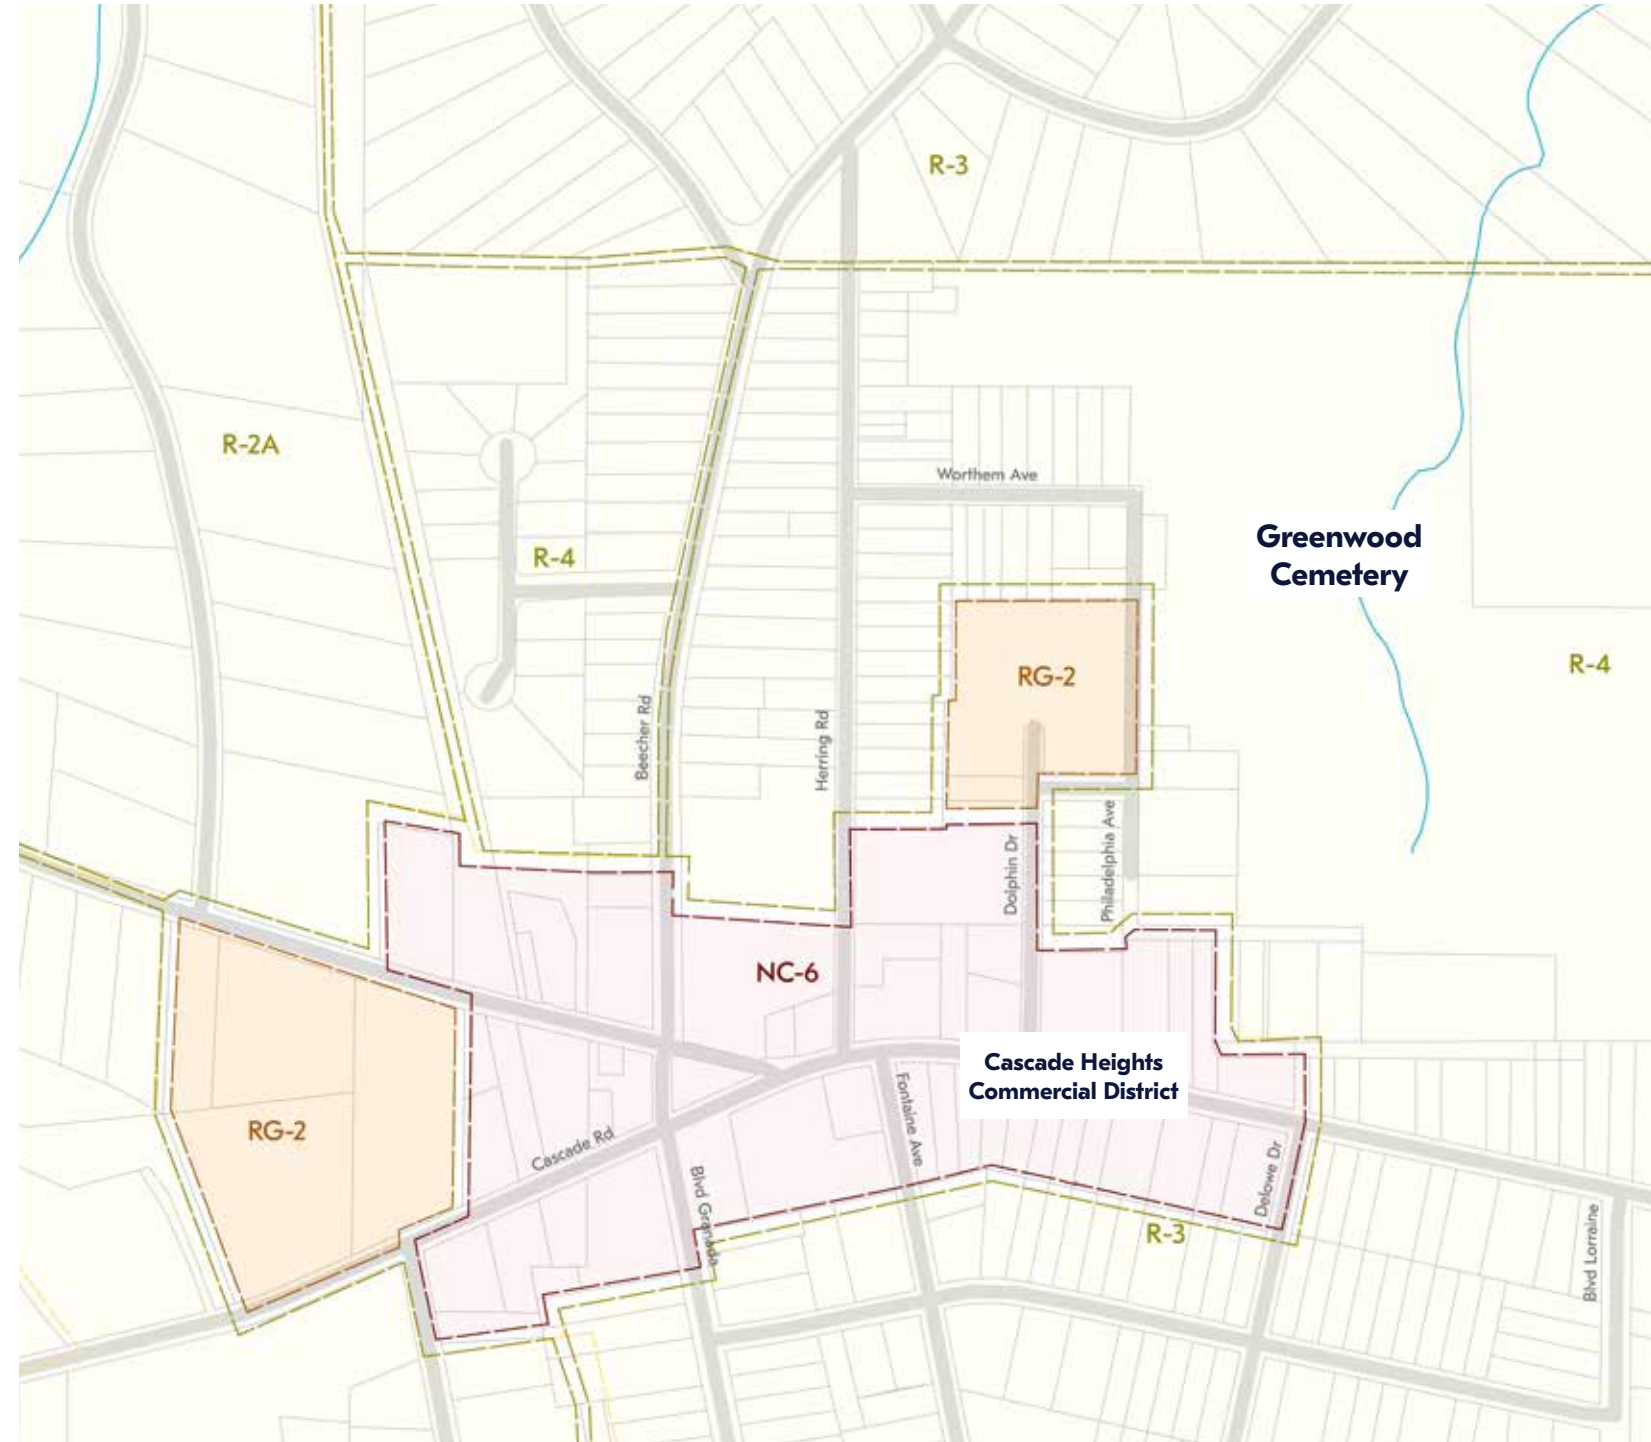 R-3
R-2A
Worthem Ave
Greenwood
Cemetery
R-4
R-4
RG-2
Beecher Rd
Herring Rd
Dolphin Dr
Philadelphia Ave
NC-6
Cascade Heights
Commercial District
Fontaine Ave
RG-2
Cascade Rd
Blvd Granada
Delowe Dr
R-3
Blvd Lorraine